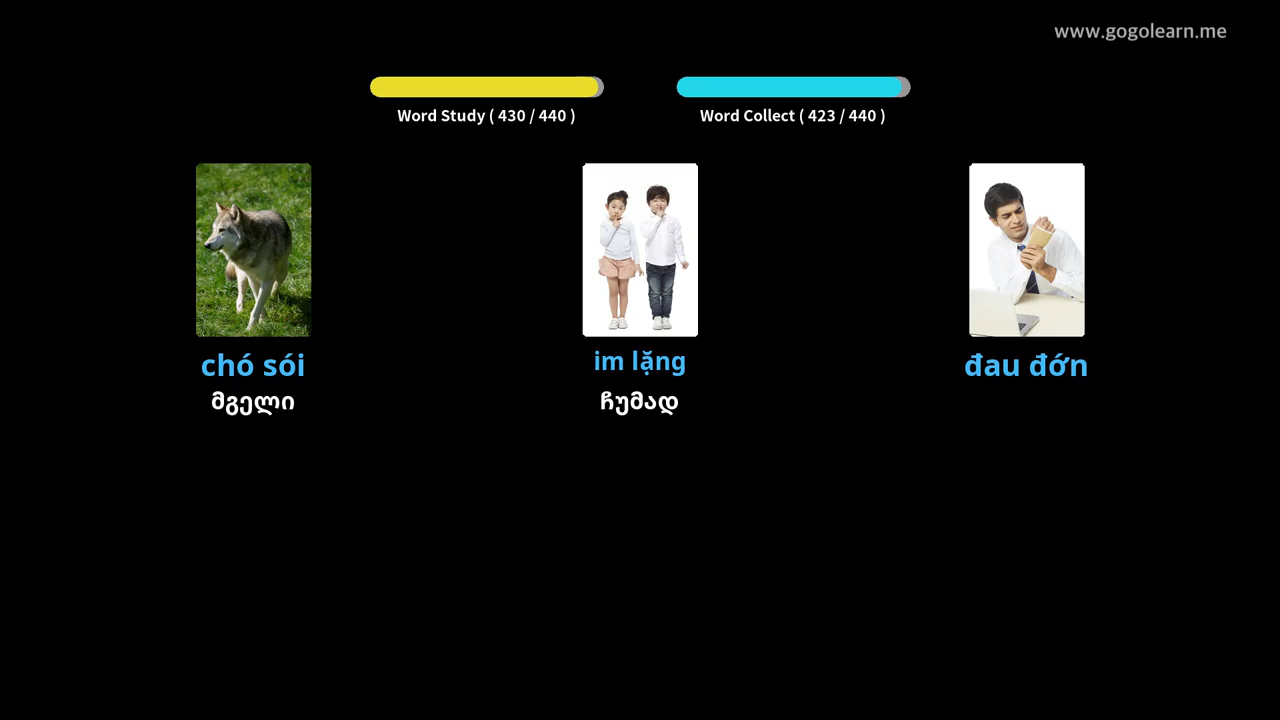 www.gogolearn.me
Word Study ( 430 / 440 )
Word Collect ( 423 / 440 )
chó sói
im lặng
đau đớn
მგელი
ჩუმად